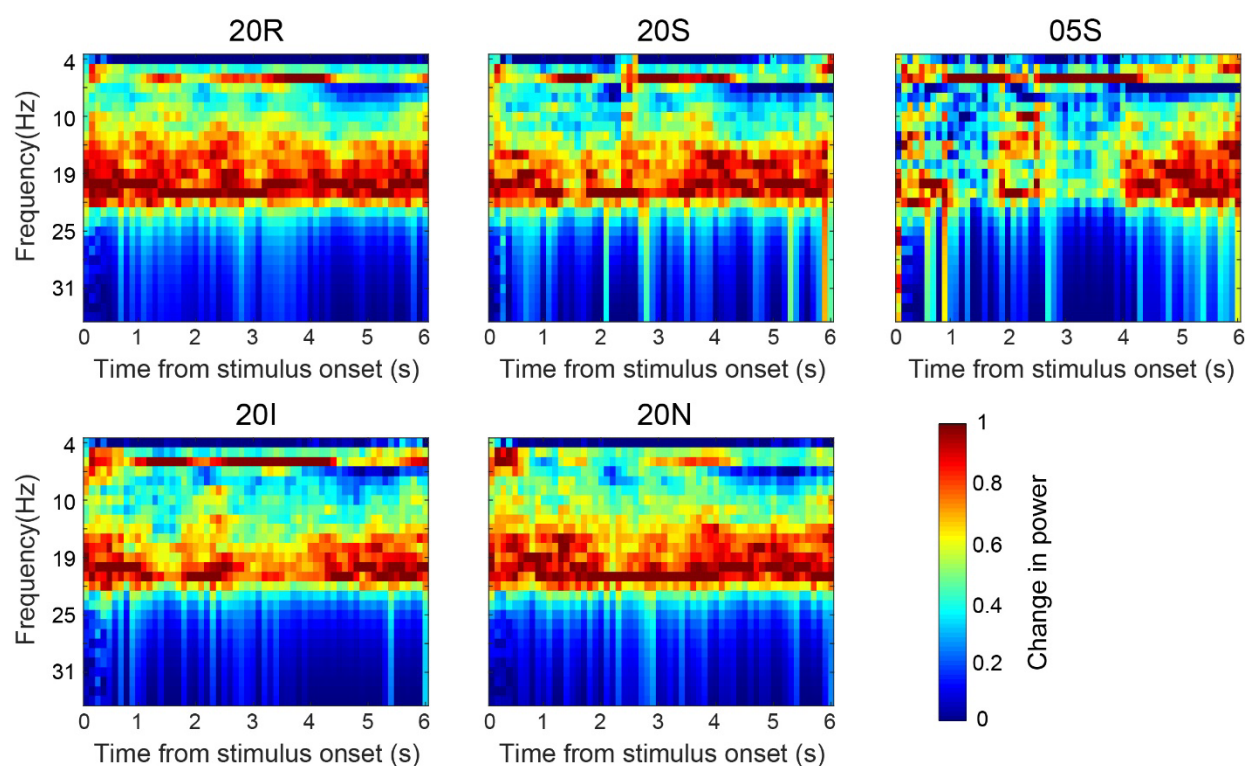 20R
20S
05S
Frequency(Hz)
4
10
19
25
31
0 1 2 3 4 5 6
0 1 2 3 4 5 6
0 1 2 3 4 5 6
Time from stimulus onset (s)
Time from stimulus onset (s)
Time from stimulus onset (s)
20I
20N
Frequency(Hz)
4
10
19
25
31
0 1 2 3 4 5 6
0 1 2 3 4 5 6
Time from stimulus onset (s)
Time from stimulus onset (s)
1
0.8
0.6
0.4
0.2
0
Change in power